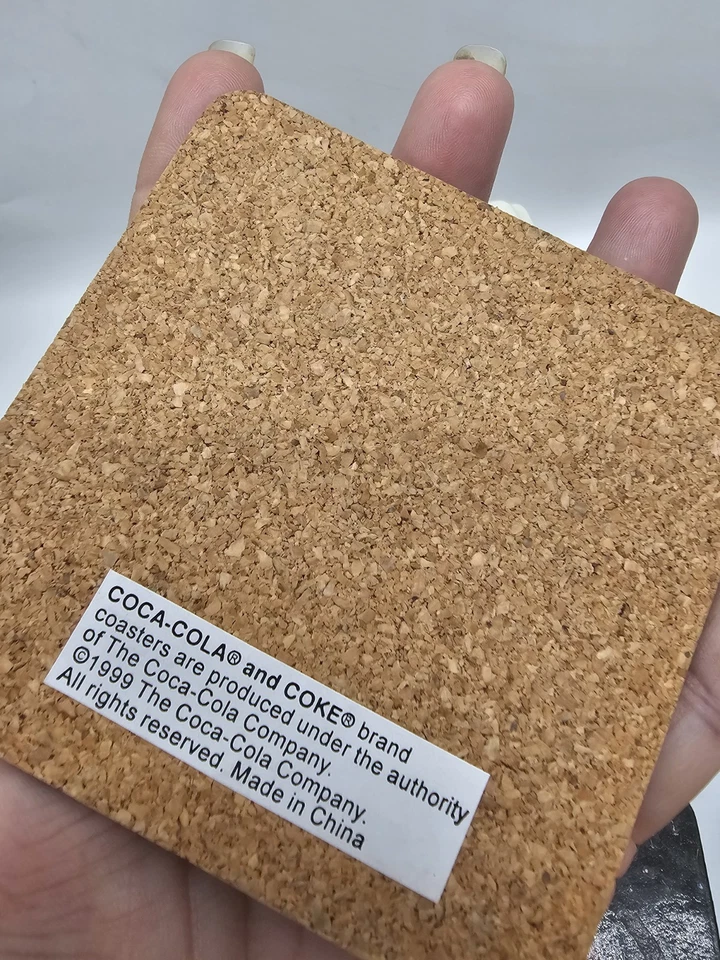 COCA-COLA® and COKE® brand
coasters are produced under the authority
of The Coca-Cola Company.
©1999 The Coca-Cola Company.
All rights reserved. Made in China